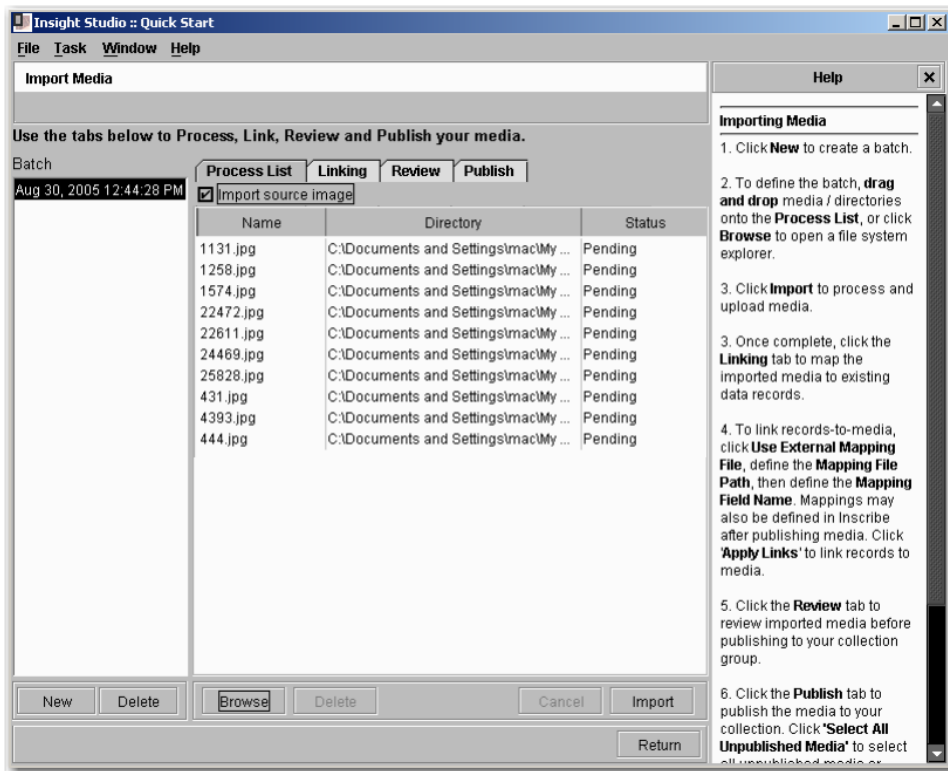 Insight Studio :: Quick Start
File Task Window Help
Import Media
Use the tabs below to Process, Link, Review and Publish your media.
Batch
Aug 30, 2005 12:44:28 PM
Process List Linking Review Publish
Import source image
Name Directory Status
1131.jpg C:\Documents and Settings\mac\My ... Pending
1258.jpg C:\Documents and Settings\mac\My ... Pending
1574.jpg C:\Documents and Settings\mac\My ... Pending
22472.jpg C:\Documents and Settings\mac\My ... Pending
22611.jpg C:\Documents and Settings\mac\My ... Pending
24469.jpg C:\Documents and Settings\mac\My ... Pending
25828.jpg C:\Documents and Settings\mac\My ... Pending
431.jpg C:\Documents and Settings\mac\My ... Pending
4393.jpg C:\Documents and Settings\mac\My ... Pending
444.jpg C:\Documents and Settings\mac\My ... Pending
New Delete
Browse Delete Cancel Import
Return
Help
Importing Media
1. Click New to create a batch.
2. To define the batch, drag
and drop media / directories
onto the Process List, or click
Browse to open a file system
explorer.
3. Click Import to process and
upload media.
3. Once complete, click the
Linking tab to map the
imported media to existing
data records.
4. To link records-to-media,
click Use External Mapping
File, define the Mapping File
Path, then define the Mapping
Field Name. Mappings may
also be defined in Inscribe
after publishing media. Click
'Apply Links' to link records to
media.
5. Click the Review tab to
review imported media before
publishing to your collection
group.
6. Click the Publish tab to
publish the media to your
collection. Click 'Select All
Unpublished Media' to select
all unpublished media or